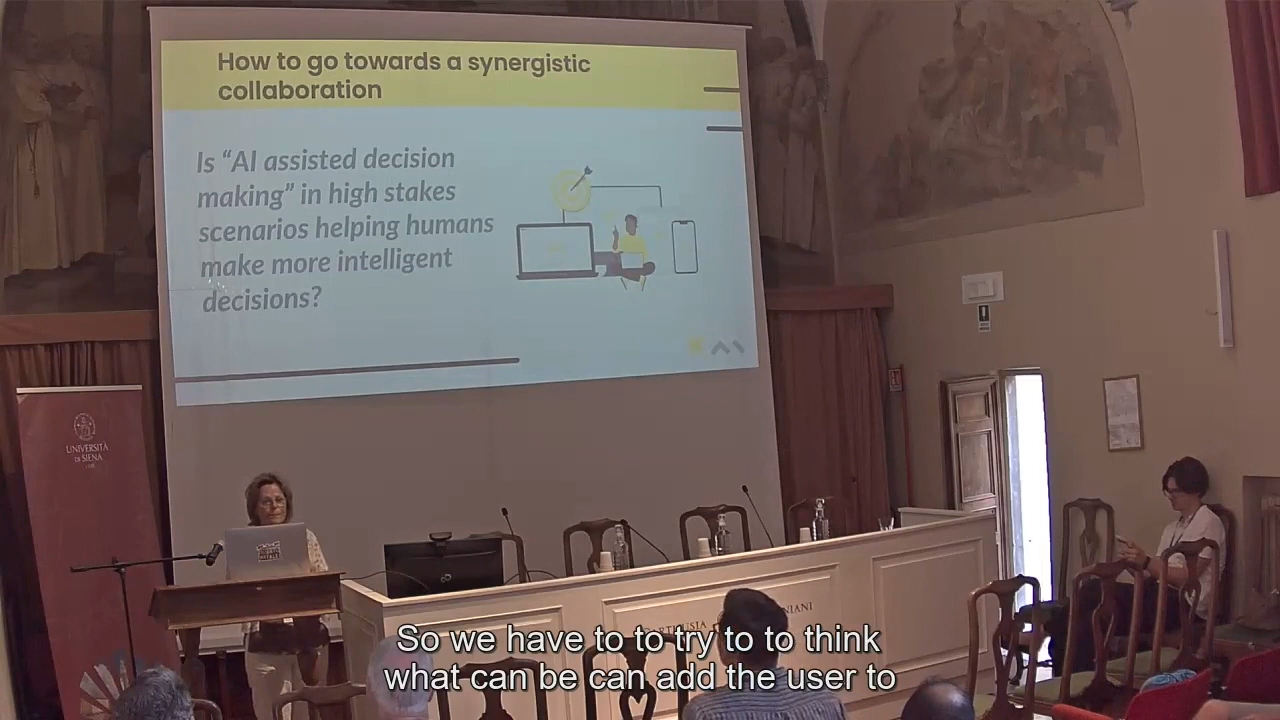 How to go towards a synergistic
collaboration
Is “AI assisted decision
making” in high stakes
scenarios helping humans
make more intelligent
decisions?
UNIVERSITÀ
DI SIENA
So we have to to try to to think
what can be can add the user to